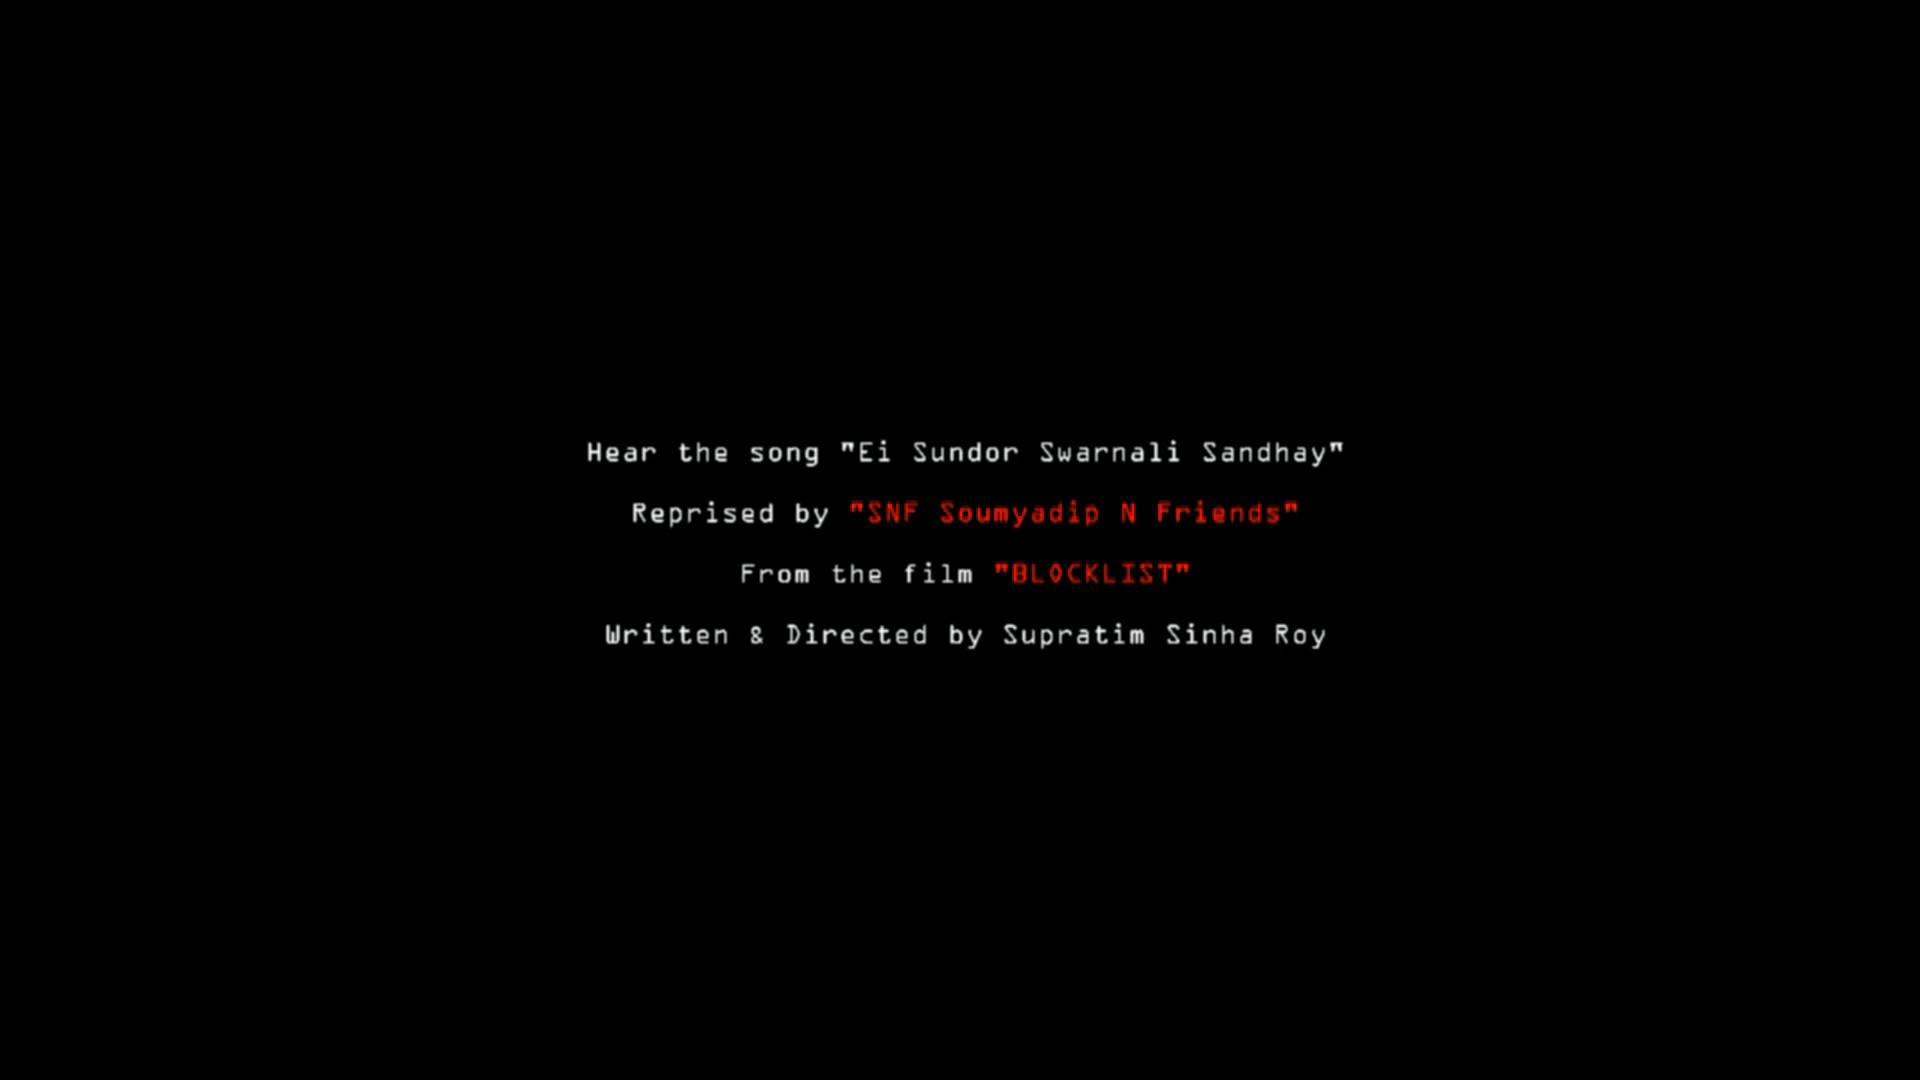 Hear the song "Ei Sundor Swarnali Sandhay"
Reprised by "SNF Soumyadip N Friends"
From the film "BLOCKLIST"
Written & Directed by Supratim Sinha Roy